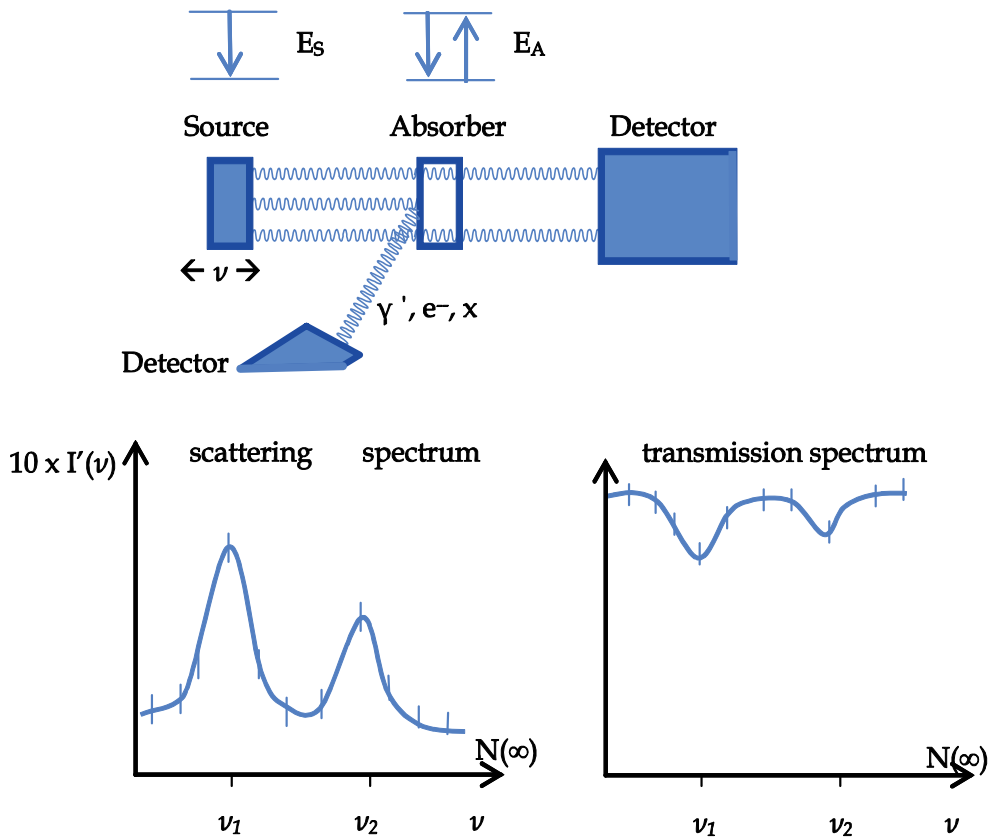 E_S E_A
Source Absorber Detector
← ν →
γ ', e⁻, x
Detector
10 x I′(ν) scattering spectrum
N(∞)
ν₁ ν₂ ν
transmission spectrum
N(∞)
ν₁ ν₂ ν